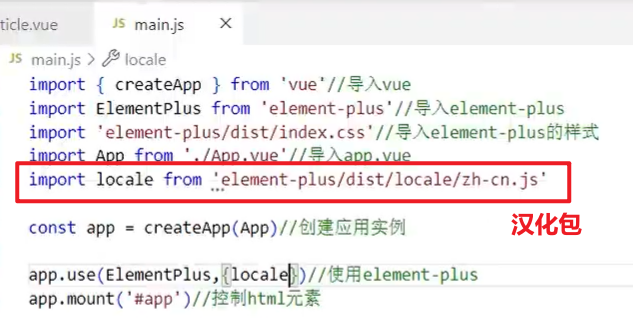 ticle.vue
JS main.js ×
JS main.js > locale
import { createApp } from 'vue'//导入vue
import ElementPlus from 'element-plus'//导入element-plus
import 'element-plus/dist/index.css'//导入element-plus的样式
import App from './App.vue'//导入app.vue
import locale from 'element-plus/dist/locale/zh-cn.js'
汉化包
const app = createApp(App)//创建应用实例
app.use(ElementPlus,{locale})//使用element-plus
app.mount('#app')//控制html元素